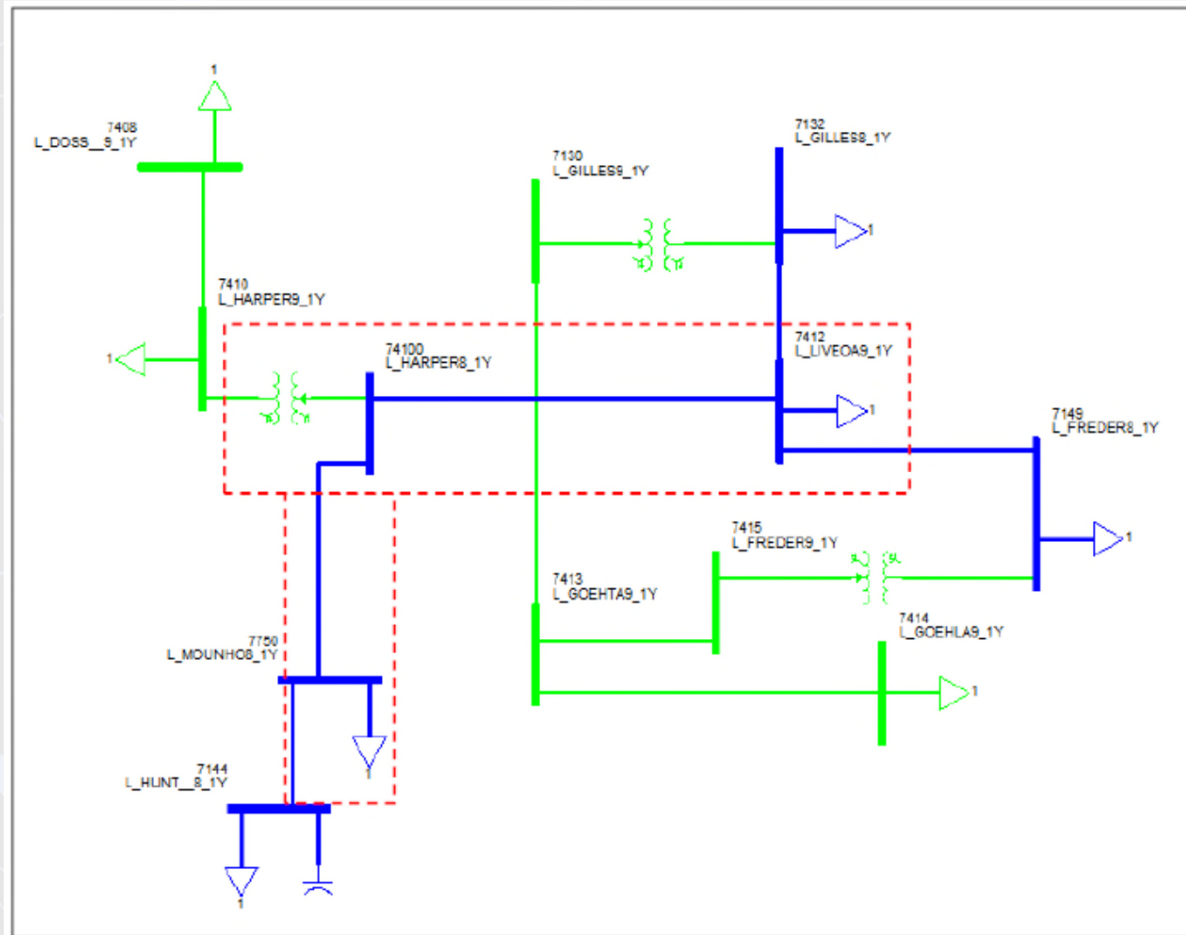 1
7408
L_DOSS__9_1Y
7132
L_GILLES8_1Y
7130
L_GILLES9_1Y
1
7410
L_HARPER9_1Y
7412
L_LIVEOA9_1Y
1
74100
L_HARPER8_1Y
1
7149
L_FREDER8_1Y
7415
L_FREDER9_1Y
1
7413
L_GOEHTA9_1Y
7414
L_GOEHLA9_1Y
7750
L_MOUNHO8_1Y
1
7144
L_HUNT__8_1Y
1
1